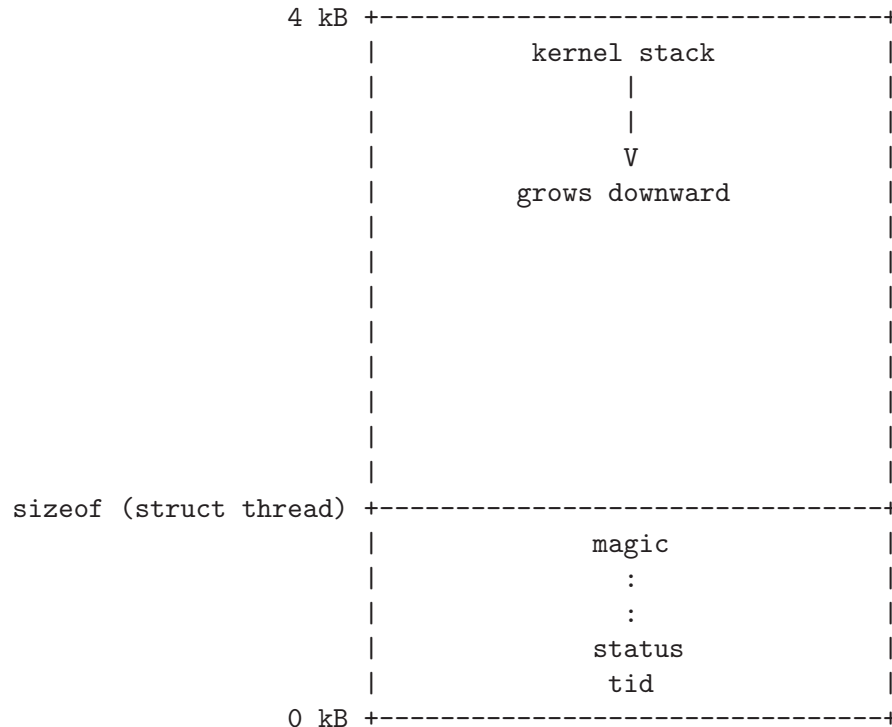 4 kB +---------------------------------+
| kernel stack |
| | |
| | |
| V |
| grows downward |
| |
| |
| |
| |
| |
| |
| |
| |
sizeof (struct thread) +---------------------------------+
| magic |
| : |
| : |
| status |
| tid |
0 kB +---------------------------------+